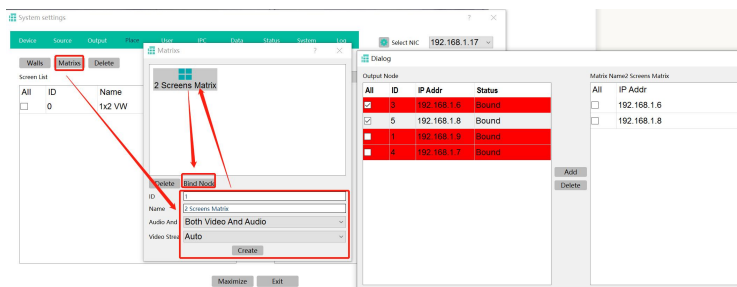 System settings
? ×
Device Source Output Place User IPC Data Status System Log
Select NIC 192.168.1.17
Walls Matrixs Delete
Screen List
All ID Name
0 1x2 VW
Matrixs
? ×
2 Screens Matrix
Delete Bind Node
ID 1
Name 2 Screens Matrix
Audio And Both Video And Audio
Video Strea Auto
Create
Maximize Exit
Dialog
Output Node
All ID IP Addr Status
3 192.168.1.6 Bound
5 192.168.1.8 Bound
1 192.168.1.9 Bound
4 192.168.1.7 Bound
Add
Delete
Matrix Name2 Screens Matrix
All IP Addr
192.168.1.6
192.168.1.8